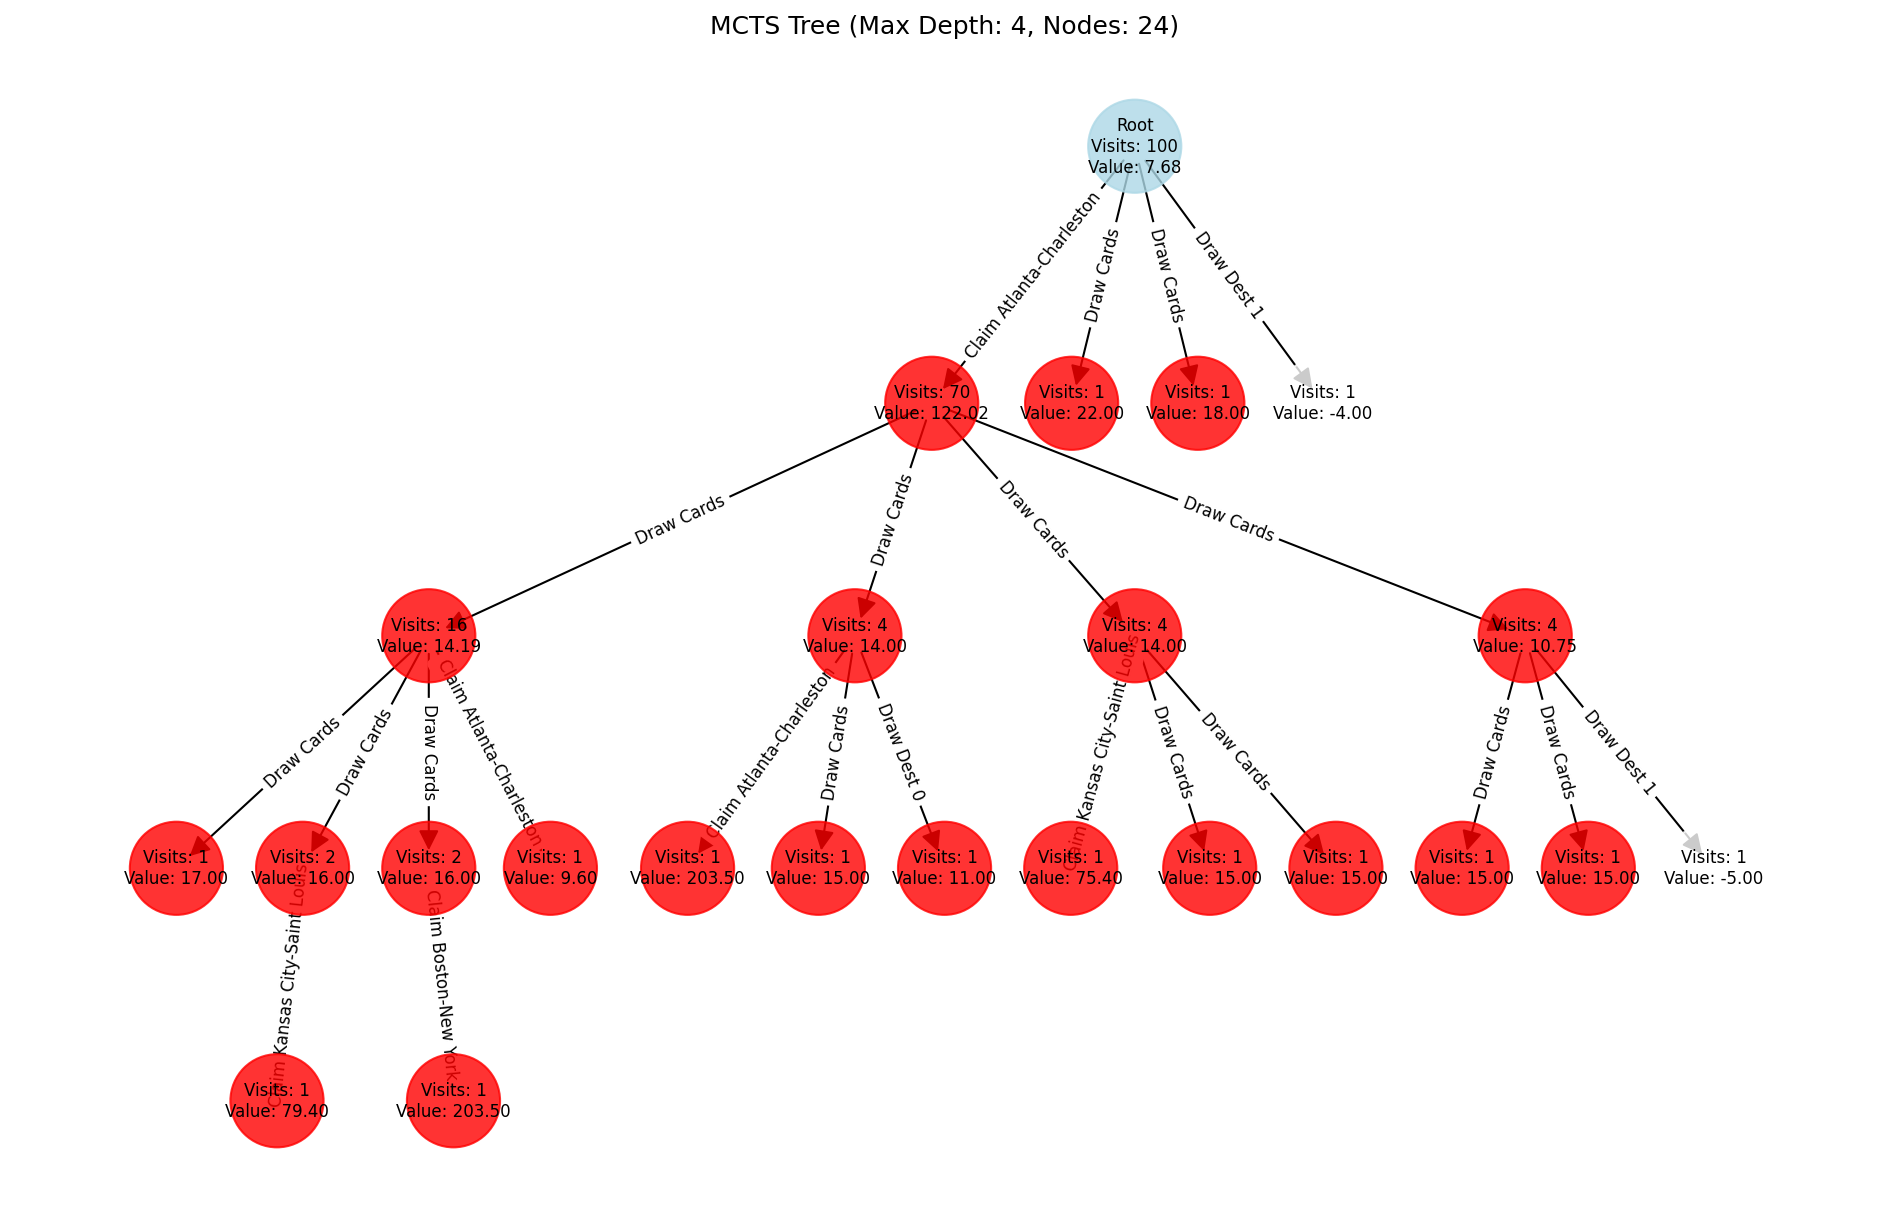 MCTS Tree (Max Depth: 4, Nodes: 24)
Root
Visits: 100
Value: 7.68
Claim Atlanta-Charleston
Draw Cards
Draw Cards
Draw Dest 1
Visits: 70
Value: 122.02
Visits: 1
Value: 22.00
Visits: 1
Value: 18.00
Visits: 1
Value: -4.00
Draw Cards
Draw Cards
Draw Cards
Draw Cards
Visits: 16
Value: 14.19
Visits: 4
Value: 14.00
Visits: 4
Value: 14.00
Visits: 4
Value: 10.75
Draw Cards
Draw Cards
Draw Cards
Claim Atlanta-Charleston
Claim Atlanta-Charleston
Draw Cards
Draw Dest 0
Claim Kansas City-Saint Louis
Draw Cards
Draw Cards
Draw Cards
Draw Cards
Draw Dest 1
Visits: 1
Value: 17.00
Visits: 2
Value: 16.00
Visits: 2
Value: 16.00
Visits: 1
Value: 9.60
Visits: 1
Value: 203.50
Visits: 1
Value: 15.00
Visits: 1
Value: 11.00
Visits: 1
Value: 75.40
Visits: 1
Value: 15.00
Visits: 1
Value: 15.00
Visits: 1
Value: 15.00
Visits: 1
Value: 15.00
Visits: 1
Value: -5.00
Claim Kansas City-Saint Louis
Claim Boston-New York
Visits: 1
Value: 79.40
Visits: 1
Value: 203.50